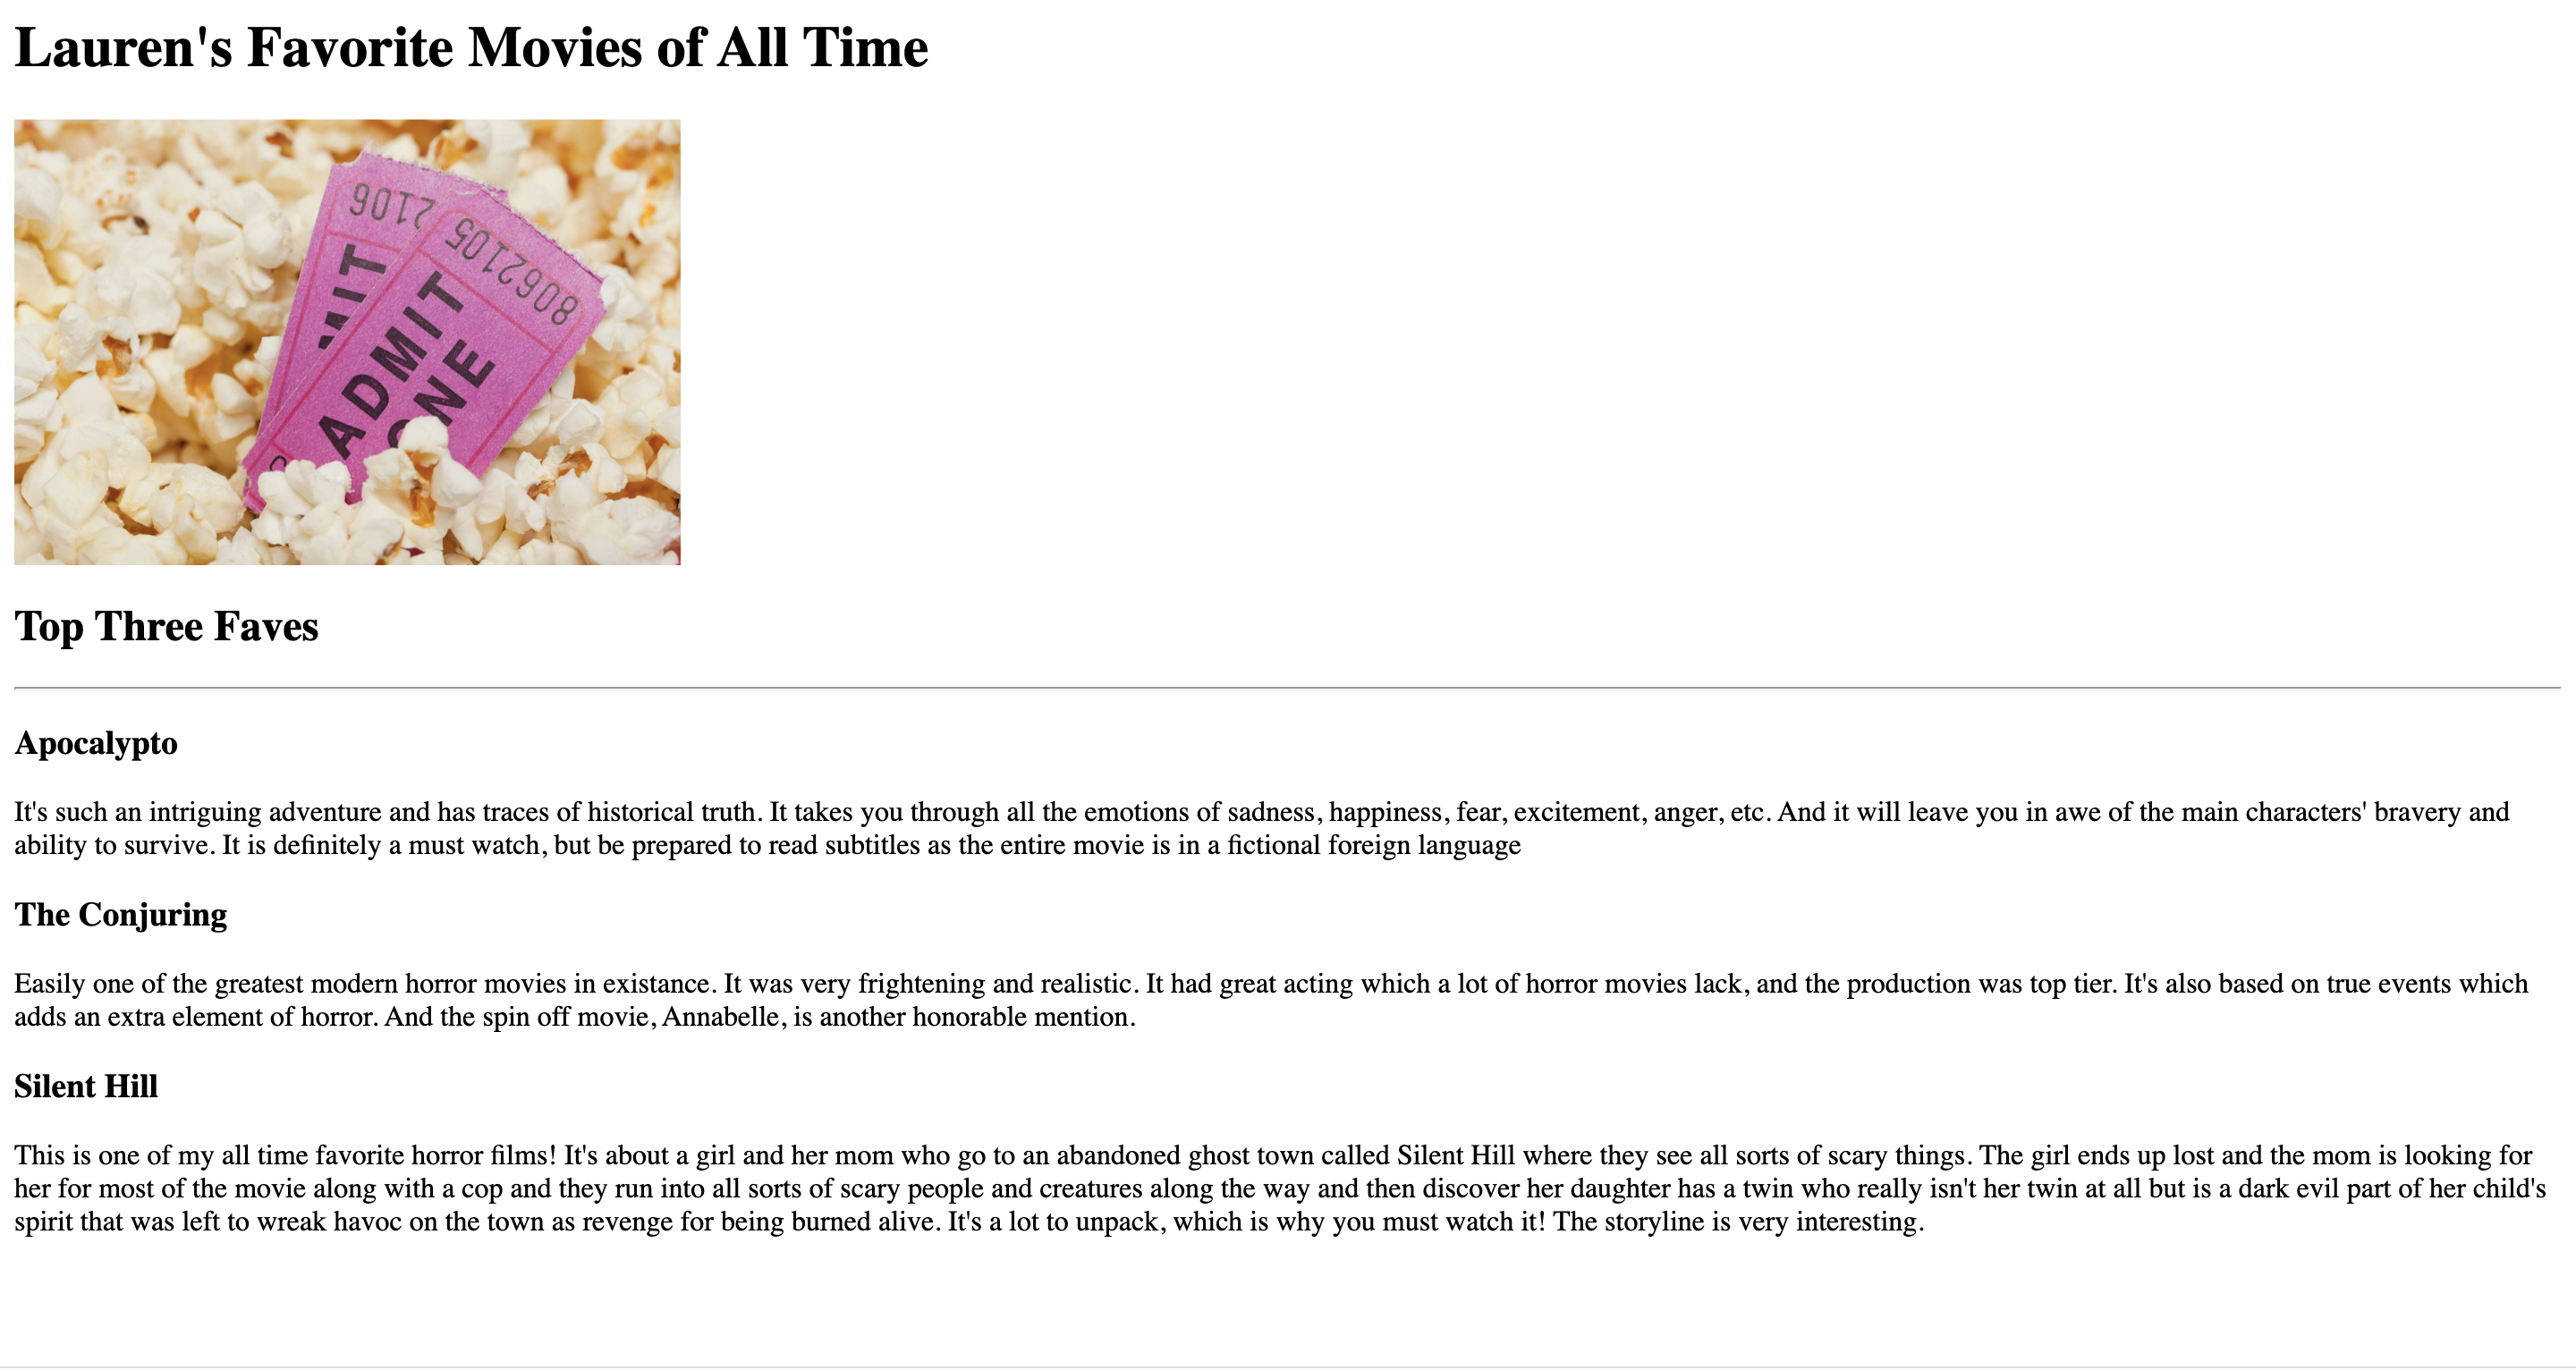 Lauren's Favorite Movies of All Time
2106
MIT
8062105
ADMIT
ONE
Top Three Faves
Apocalypto
It's such an intriguing adventure and has traces of historical truth. It takes you through all the emotions of sadness, happiness, fear, excitement, anger, etc. And it will leave you in awe of the main characters' bravery and
ability to survive. It is definitely a must watch, but be prepared to read subtitles as the entire movie is in a fictional foreign language
The Conjuring
Easily one of the greatest modern horror movies in existance. It was very frightening and realistic. It had great acting which a lot of horror movies lack, and the production was top tier. It's also based on true events which
adds an extra element of horror. And the spin off movie, Annabelle, is another honorable mention.
Silent Hill
This is one of my all time favorite horror films! It's about a girl and her mom who go to an abandoned ghost town called Silent Hill where they see all sorts of scary things. The girl ends up lost and the mom is looking for
her for most of the movie along with a cop and they run into all sorts of scary people and creatures along the way and then discover her daughter has a twin who really isn't her twin at all but is a dark evil part of her child's
spirit that was left to wreak havoc on the town as revenge for being burned alive. It's a lot to unpack, which is why you must watch it! The storyline is very interesting.